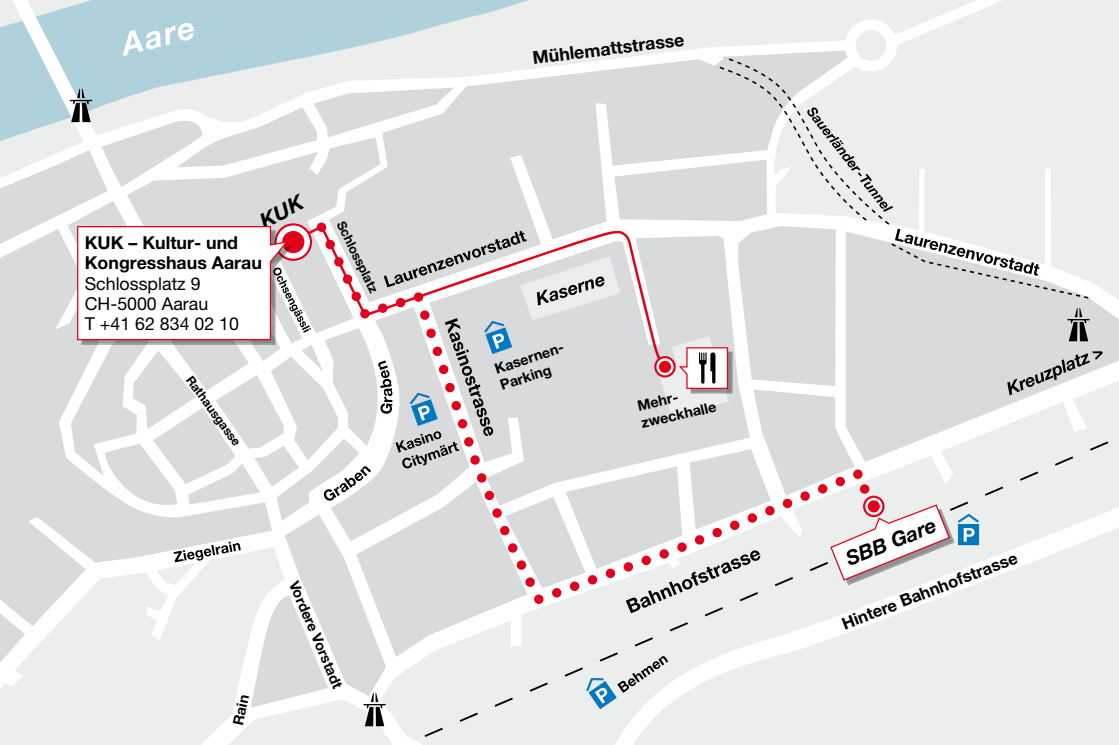 Aare
Mühlemattstrasse
Sauerländer-Tunnel
KUK
KUK – Kultur- und
Kongresshaus Aarau
Schlossplatz 9
CH-5000 Aarau
T +41 62 834 02 10
Schlossplatz
Laurenzenvorstadt
Laurenzenvorstadt
Ochsengässli
Kaserne
Kasinostrasse
P
Kasernen-
Parking
Kreuzplatz >
Graben
Rathausgasse
P
Kasino
Citymärt
Mehr-
zweckhalle
Graben
SBB Gare
P
Ziegelrain
Bahnhofstrasse
Hintere Bahnhofstrasse
Vordere Vorstadt
P
Behmen
Rain